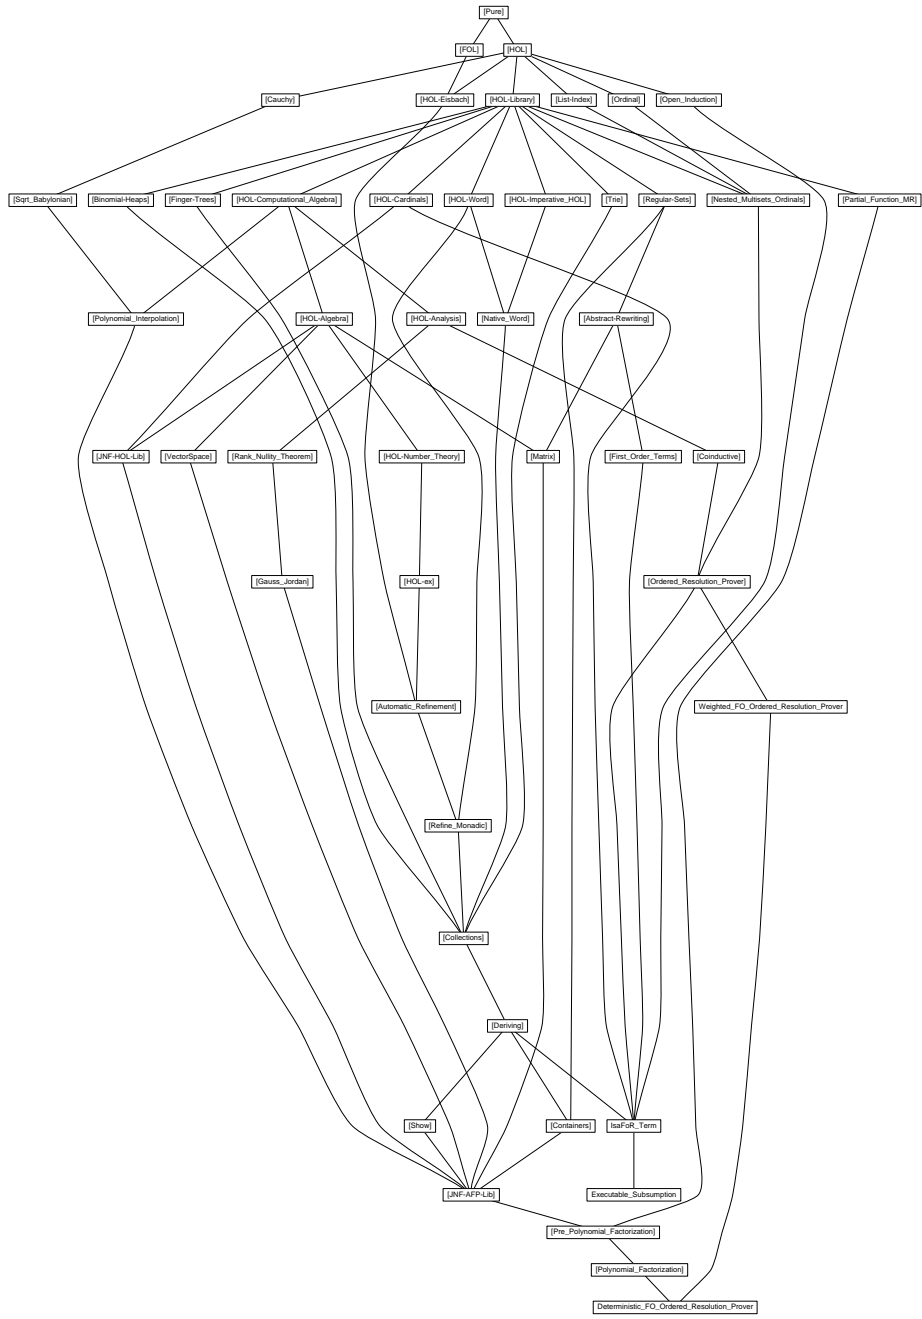 [Pure]
[FOL]
[HOL]
[Cauchy]
[HOL-Eisbach]
[HOL-Library]
[List-Index]
[Ordinal]
[Open_Induction]
[Sqrt_Babylonian]
[Binomial-Heaps]
[Finger-Trees]
[HOL-Computational_Algebra]
[HOL-Cardinals]
[HOL-Word]
[HOL-Imperative_HOL]
[Trie]
[Regular-Sets]
[Nested_Multisets_Ordinals]
[Partial_Function_MR]
[Polynomial_Interpolation]
[HOL-Algebra]
[HOL-Analysis]
[Native_Word]
[Abstract-Rewriting]
[JNF-HOL-Lib]
[VectorSpace]
[Rank_Nullity_Theorem]
[HOL-Number_Theory]
[Matrix]
[First_Order_Terms]
[Coinductive]
[Gauss_Jordan]
[HOL-ex]
[Ordered_Resolution_Prover]
[Automatic_Refinement]
Weighted_FO_Ordered_Resolution_Prover
[Refine_Monadic]
[Collections]
[Deriving]
[Show]
[Containers]
IsaFoR_Term
[JNF-AFP-Lib]
Executable_Subsumption
[Pre_Polynomial_Factorization]
[Polynomial_Factorization]
Deterministic_FO_Ordered_Resolution_Prover